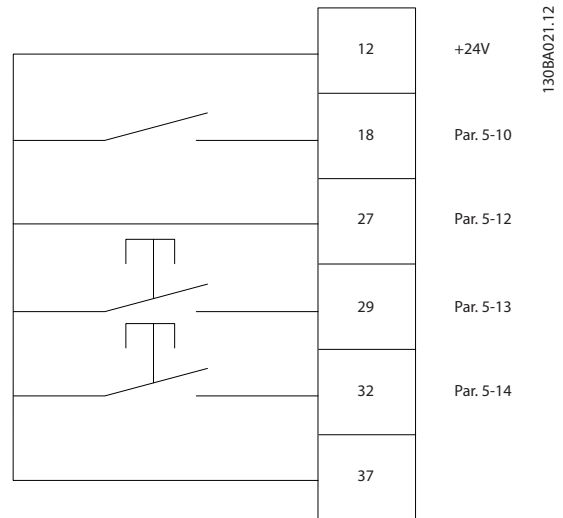 12 +24V
18 Par. 5-10
27 Par. 5-12
29 Par. 5-13
32 Par. 5-14
37
130BA021.12